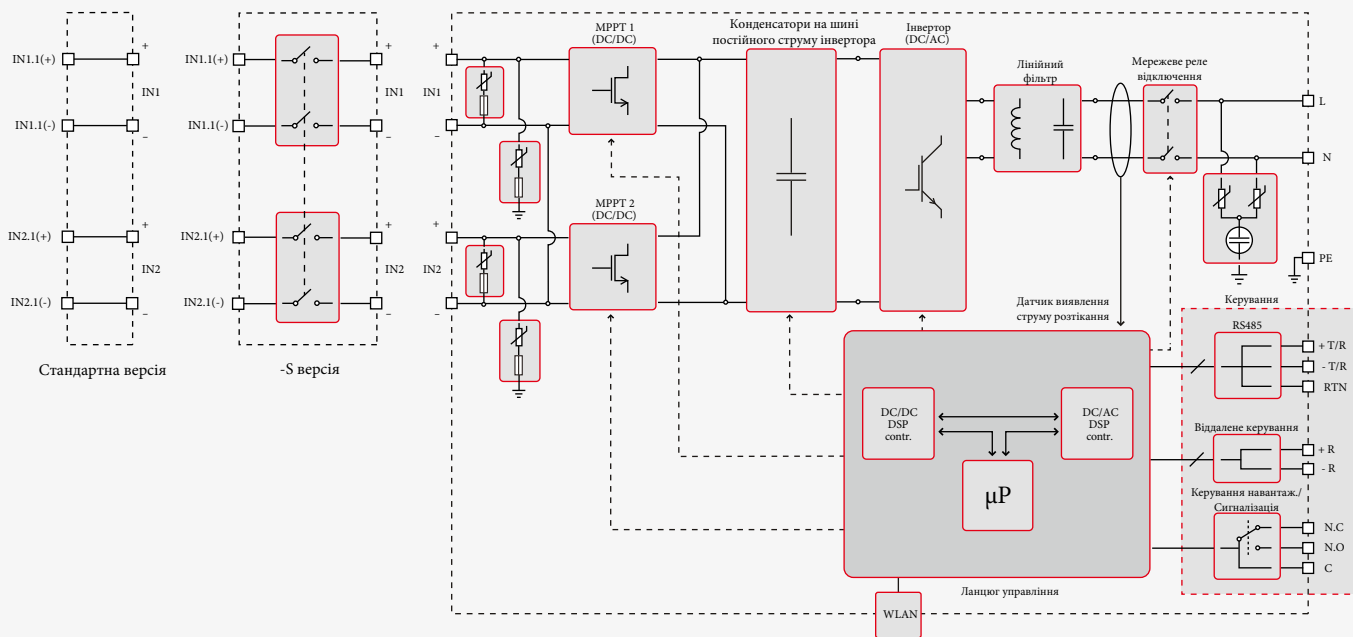 IN1.1(+)
+
IN1
IN1.1(-)
−
IN2.1(+)
+
IN2
IN2.1(-)
−
Стандартна версія
IN1.1(+)
+
IN1
IN1.1(-)
−
IN2.1(+)
+
IN2
IN2.1(-)
−
-S версія
+
IN1
−
+
IN2
−
MPPT 1
(DC/DC)
MPPT 2
(DC/DC)
Конденсатори на шині
постійного струму інвертора
Інвертор
(DC/AC)
Лінійний
фільтр
Мережеве реле
відключення
L
N
PE
Датчик виявлення
струму розтікання
DC/DC
DSP
contr.
DC/AC
DSP
contr.
μP
Ланцюг управління
WLAN
Керування
RS485
+ T/R
- T/R
RTN
Віддалене керування
+ R
- R
Керування навантаж./
Сигналізація
N.C
N.O
C